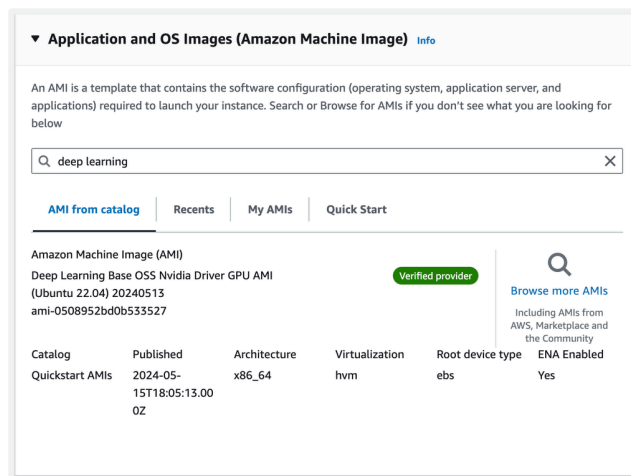 Application and OS Images (Amazon Machine Image) Info
An AMI is a template that contains the software configuration (operating system, application server, and
applications) required to launch your instance. Search or Browse for AMIs if you don't see what you are looking for
below
deep learning
AMI from catalog Recents My AMIs Quick Start
Amazon Machine Image (AMI)
Deep Learning Base OSS Nvidia Driver GPU AMI
(Ubuntu 22.04) 20240513
ami-0508952bd0b533527
Verified provider
Browse more AMIs
Including AMIs from
AWS, Marketplace and
the Community
Catalog Published Architecture Virtualization Root device type ENA Enabled
Quickstart AMIs 2024-05- x86_64 hvm ebs Yes
15T18:05:13.00
0Z